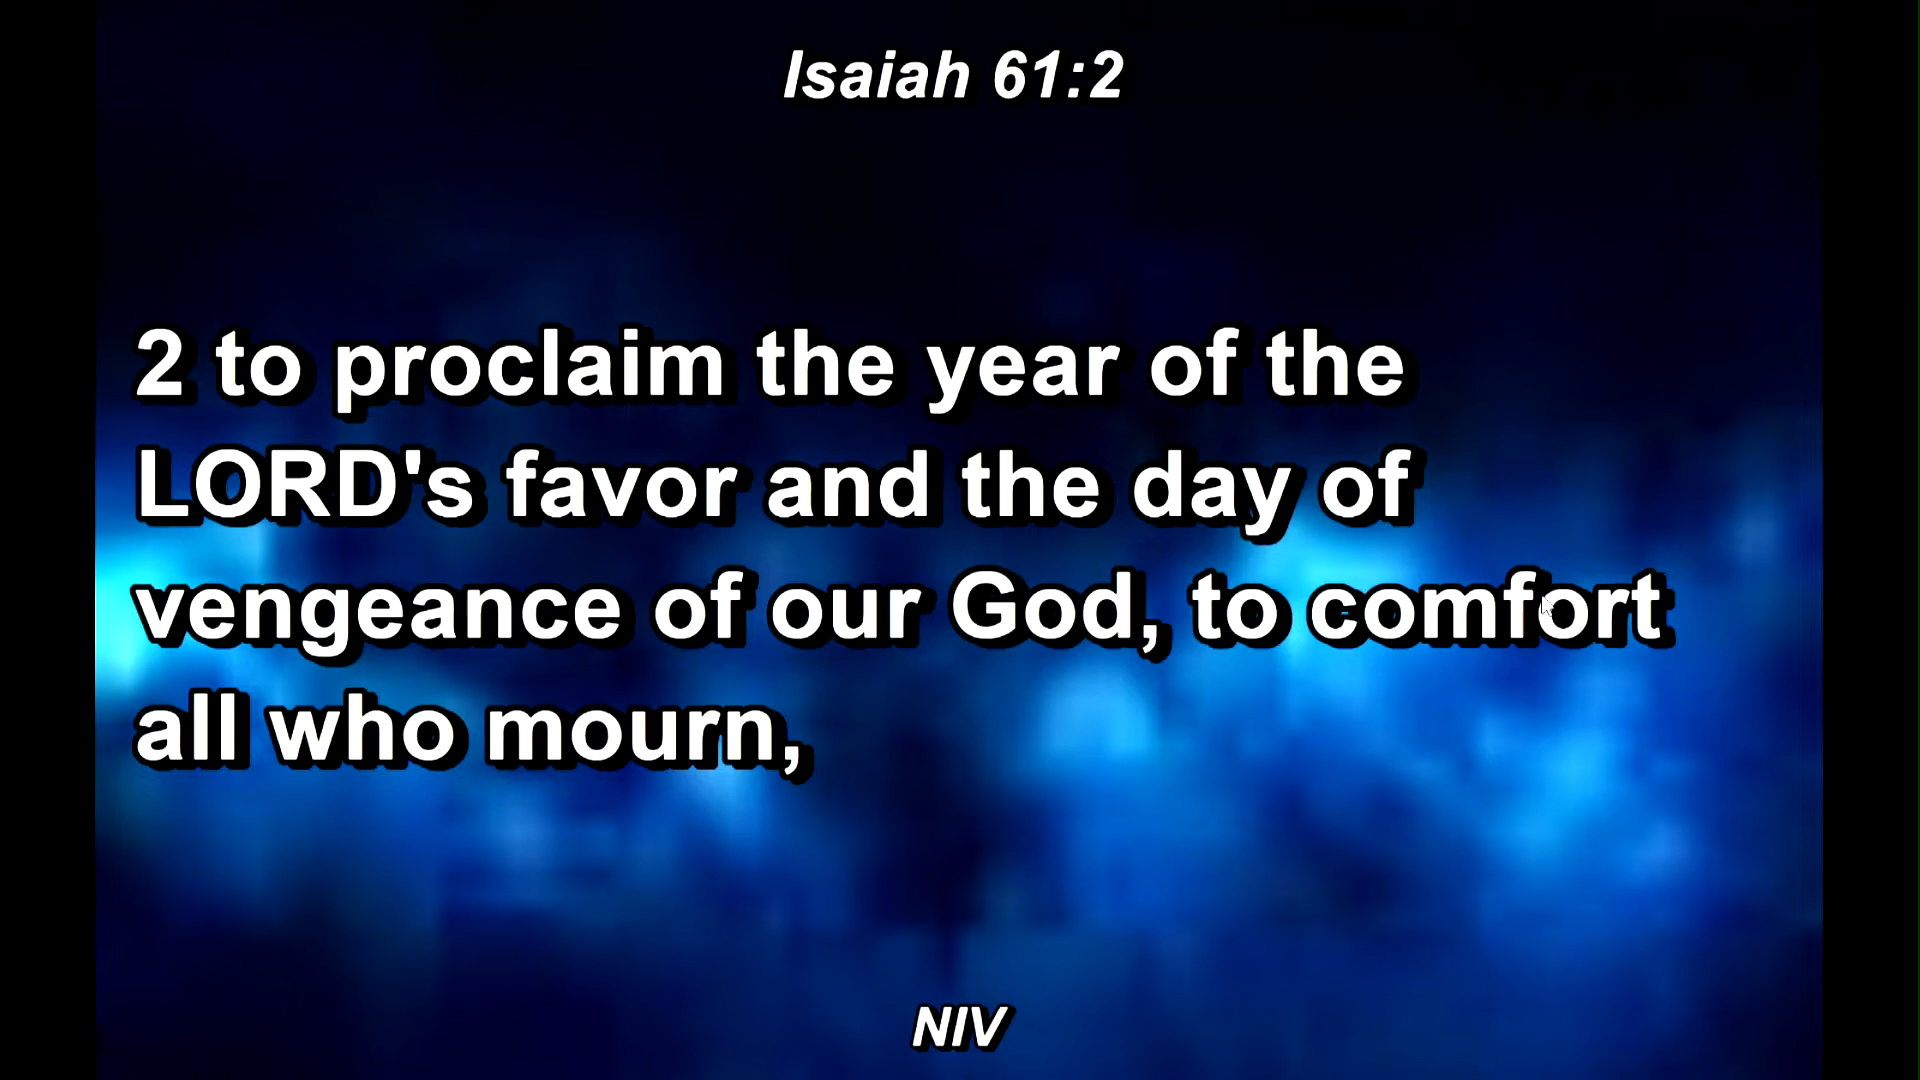 Isaiah 61:2
2 to proclaim the year of the
LORD's favor and the day of
vengeance of our God, to comfort
all who mourn,
NIV